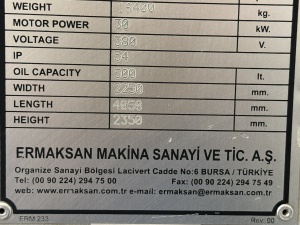 WEIGHT 18400 kg.
MOTOR POWER 30 kW.
VOLTAGE 380 V.
IP 54
OIL CAPACITY 500 lt.
WIDTH 2250 mm.
LENGTH 4050 mm.
HEIGHT 2350 mm.
ERMAKSAN MAKİNA SANAYİ VE TİC. A.Ş.
Organize Sanayi Bölgesi Lacivert Cadde No:6 BURSA / TÜRKİYE
Tel : (00 90 224) 294 75 00 Fax : (00 90 224) 294 75 49
web: www.ermaksan.com.tr e-mail: ermaksan@ermaksan.com.tr
ERM 233 Rev. 00